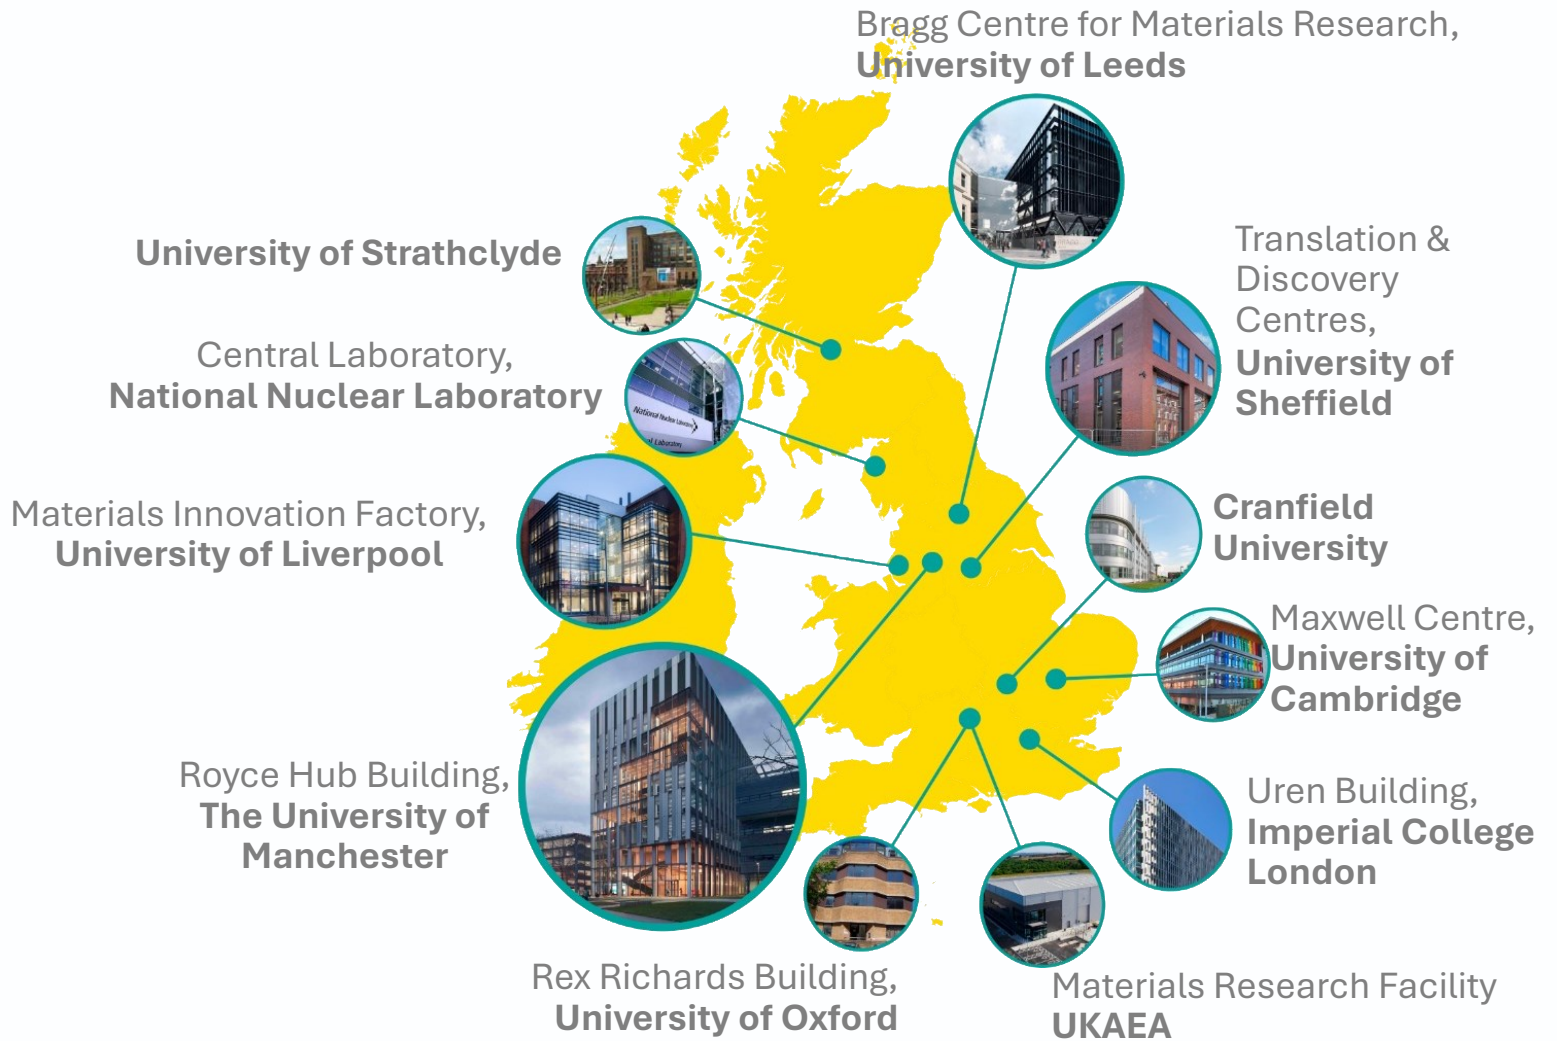 Bragg Centre for Materials Research,
University of Leeds
University of Strathclyde
Translation &
Discovery
Centres,
University of
Sheffield
Central Laboratory,
National Nuclear Laboratory
National Nuclear Laboratory
Materials Innovation Factory,
University of Liverpool
Cranfield
University
Maxwell Centre,
University of
Cambridge
Royce Hub Building,
The University of
Manchester
Uren Building,
Imperial College
London
Rex Richards Building,
University of Oxford
Materials Research Facility
UKAEA